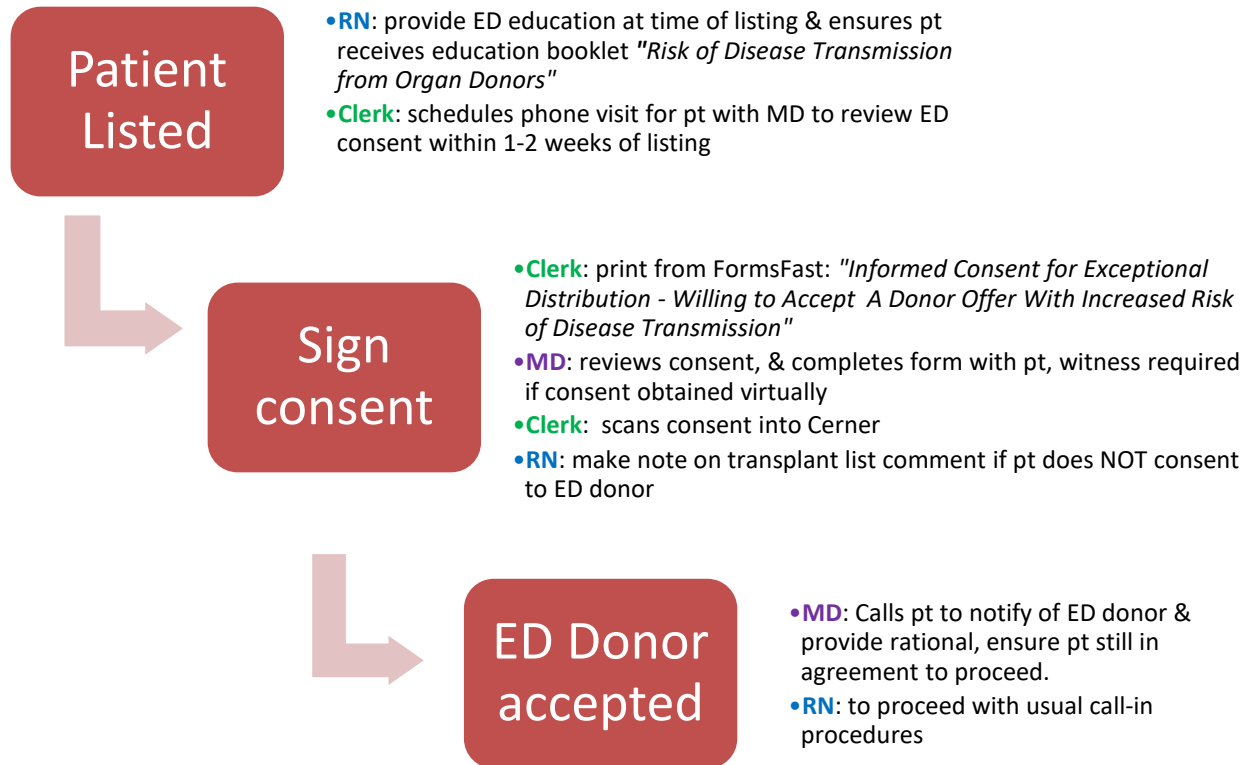 Patient
Listed
•RN: provide ED education at time of listing & ensures pt
receives education booklet "Risk of Disease Transmission
from Organ Donors"
•Clerk: schedules phone visit for pt with MD to review ED
consent within 1-2 weeks of listing
Sign
consent
•Clerk: print from FormsFast: "Informed Consent for Exceptional
Distribution - Willing to Accept A Donor Offer With Increased Risk
of Disease Transmission"
•MD: reviews consent, & completes form with pt, witness required
if consent obtained virtually
•Clerk: scans consent into Cerner
•RN: make note on transplant list comment if pt does NOT consent
to ED donor
ED Donor
accepted
•MD: Calls pt to notify of ED donor &
provide rational, ensure pt still in
agreement to proceed.
•RN: to proceed with usual call-in
procedures